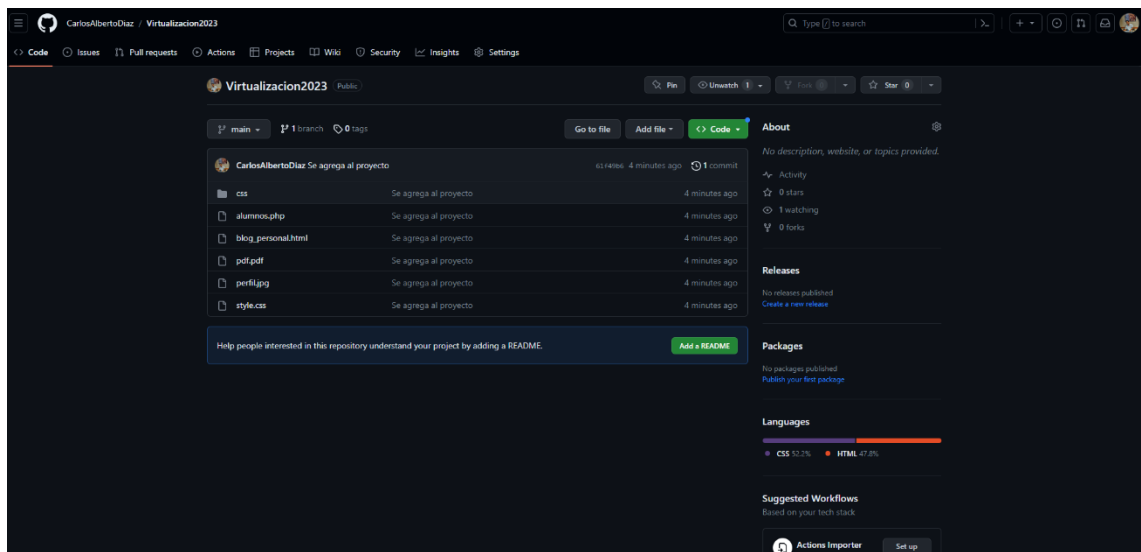 CarlosAlbertoDiaz / Virtualizacion2023
Type / to search
Code Issues Pull requests Actions Projects Wiki Security Insights Settings
Virtualizacion2023 Public
Pin Unwatch 1 Fork 0 Star 0
main 1 branch 0 tags Go to file Add file Code
CarlosAlbertoDiaz Se agrega al proyecto 4 minutes ago 1 commit
css Se agrega al proyecto 4 minutes ago
alumnos.php Se agrega al proyecto 4 minutes ago
blog_personal.html Se agrega al proyecto 4 minutes ago
pdf.pdf Se agrega al proyecto 4 minutes ago
perfil.jpg Se agrega al proyecto 4 minutes ago
style.css Se agrega al proyecto 4 minutes ago
Help people interested in this repository understand your project by adding a README. Add a README
About
No description, website, or topics provided.
Activity
0 stars
1 watching
0 forks
Releases
No releases published
Create a new release
Packages
No packages published
Publish your first package
Languages
CSS 52.2% HTML 47.8%
Suggested Workflows
Based on your tech stack
Actions Importer Set up